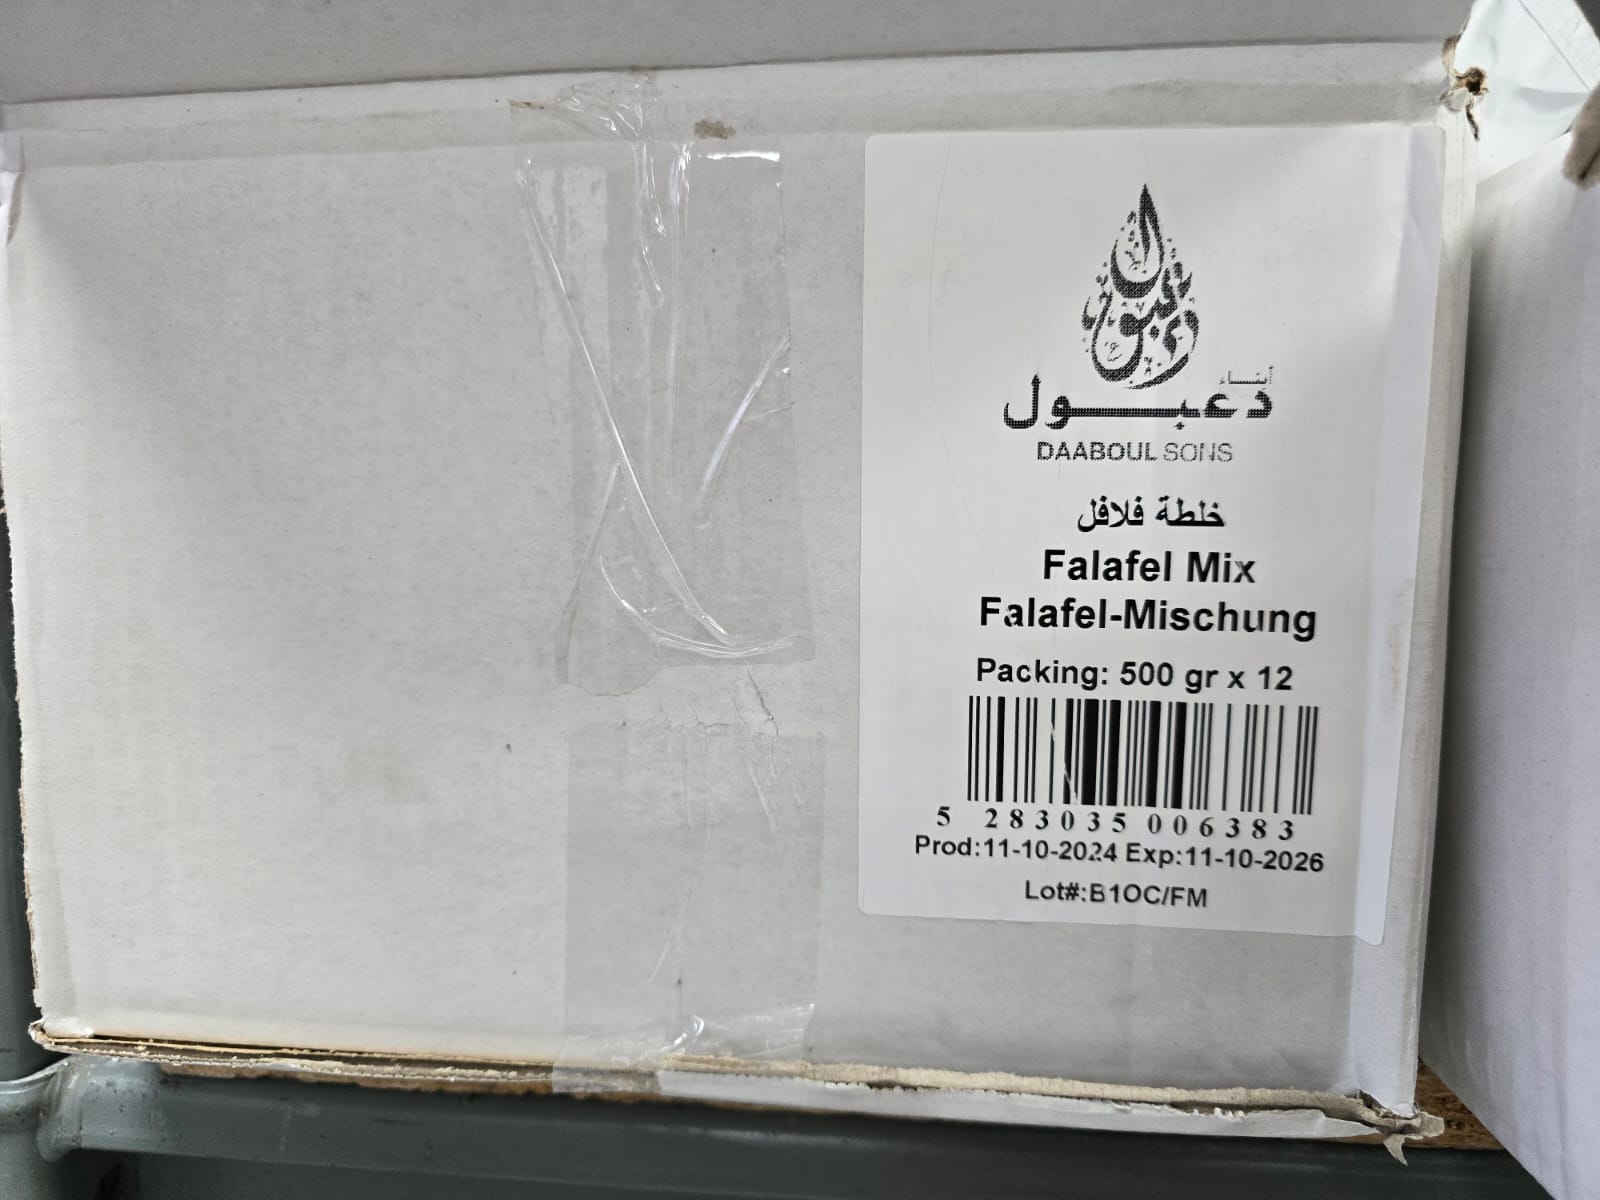 أبناء
دعبول
DAABOUL SONS
خلطة فلافل
Falafel Mix
Falafel-Mischung
Packing: 500 gr x 12
5 283035 006383
Prod:11-10-2024 Exp:11-10-2026
Lot#:B1OC/FM